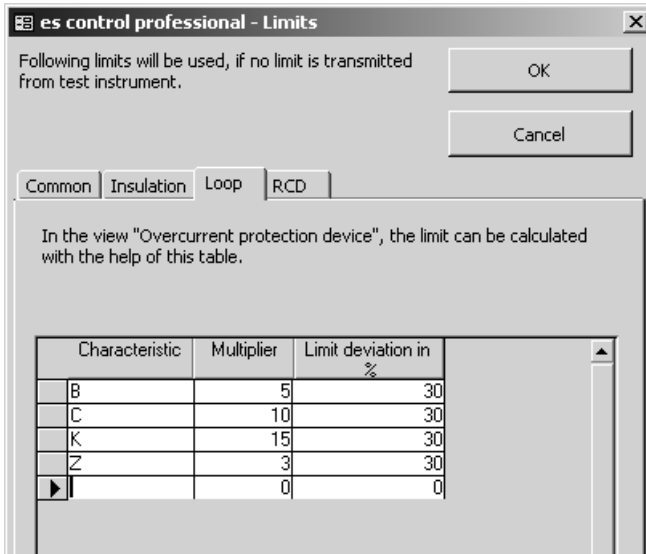 es control professional - Limits
Following limits will be used, if no limit is transmitted
from test instrument.
OK
Cancel
Common Insulation Loop RCD
In the view "Overcurrent protection device", the limit can be calculated
with the help of this table.
Characteristic Multiplier Limit deviation in
%
B 5 30
C 10 30
K 15 30
Z 3 30
0 0